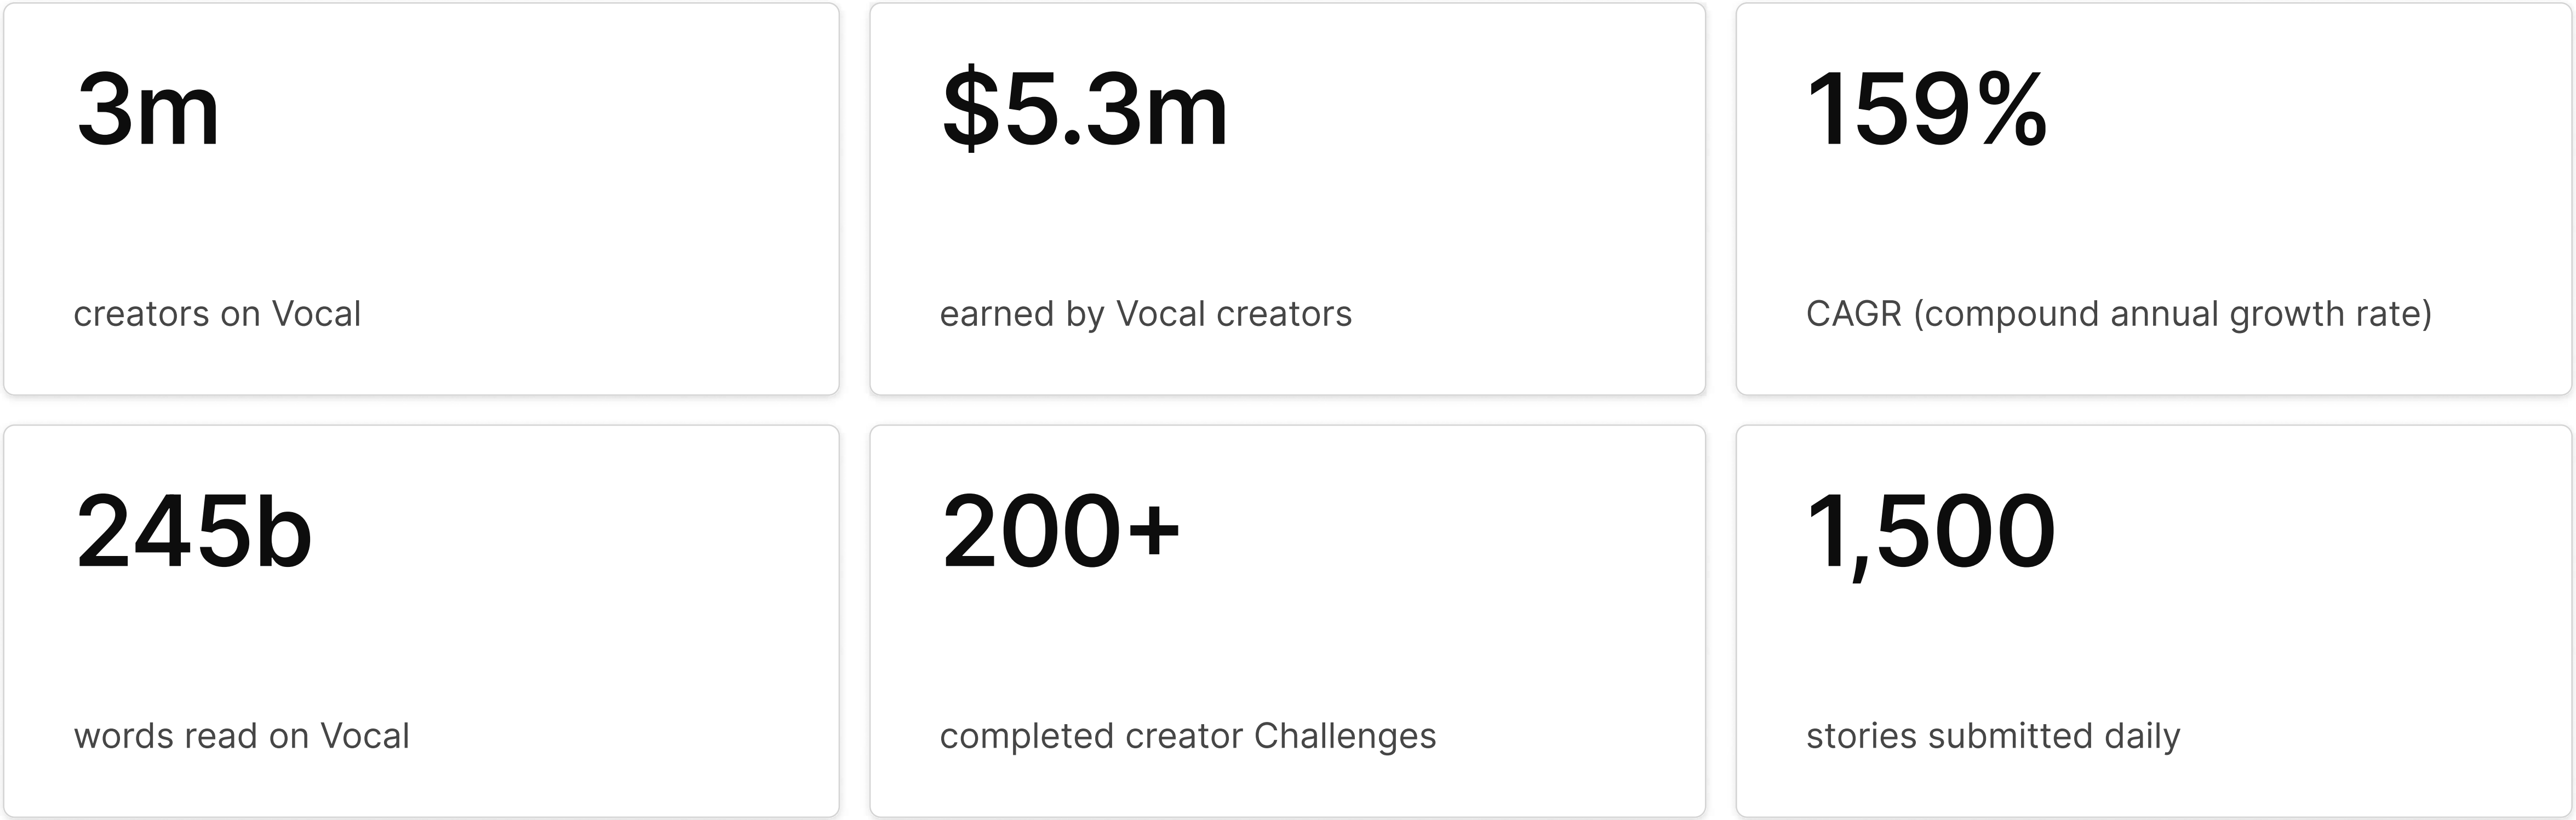 3m
creators on Vocal
$5.3m
earned by Vocal creators
159%
CAGR (compound annual growth rate)
245b
words read on Vocal
200+
completed creator Challenges
1,500
stories submitted daily